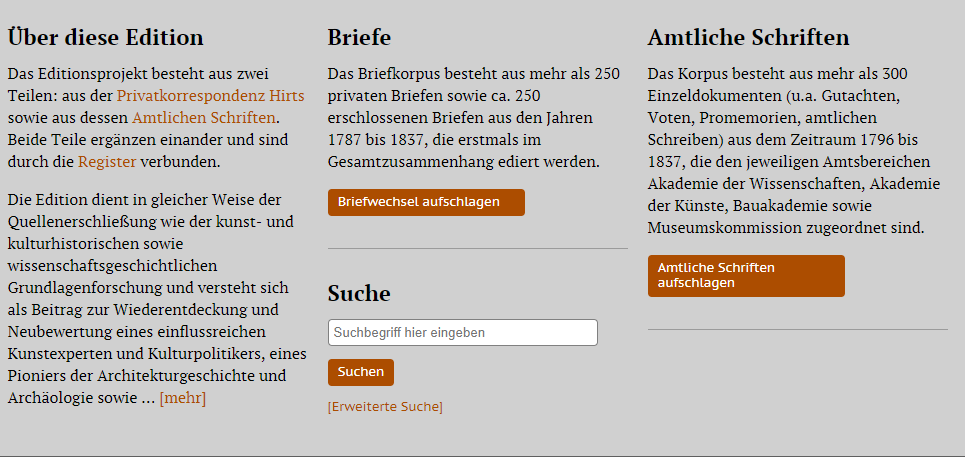 Über diese Edition
Das Editionsprojekt besteht aus zwei
Teilen: aus der Privatkorrespondenz Hirts
sowie aus dessen Amtlichen Schriften.
Beide Teile ergänzen einander und sind
durch die Register verbunden.
Die Edition dient in gleicher Weise der
Quellenerschließung wie der kunst- und
kulturhistorischen sowie
wissenschaftsgeschichtlichen
Grundlagenforschung und versteht sich
als Beitrag zur Wiederentdeckung und
Neubewertung eines einflussreichen
Kunstexperten und Kulturpolitikers, eines
Pioniers der Architekturgeschichte und
Archäologie sowie ... [mehr]
Briefe
Das Briefkorpus besteht aus mehr als 250
privaten Briefen sowie ca. 250
erschlossenen Briefen aus den Jahren
1787 bis 1837, die erstmals im
Gesamtzusammenhang ediert werden.
Briefwechsel aufschlagen
Suche
Suchbegriff hier eingeben
Suchen
[Erweiterte Suche]
Amtliche Schriften
Das Korpus besteht aus mehr als 300
Einzeldokumenten (u.a. Gutachten,
Voten, Promemorien, amtlichen
Schreiben) aus dem Zeitraum 1796 bis
1837, die den jeweiligen Amtsbereichen
Akademie der Wissenschaften, Akademie
der Künste, Bauakademie sowie
Museumskommission zugeordnet sind.
Amtliche Schriften
aufschlagen